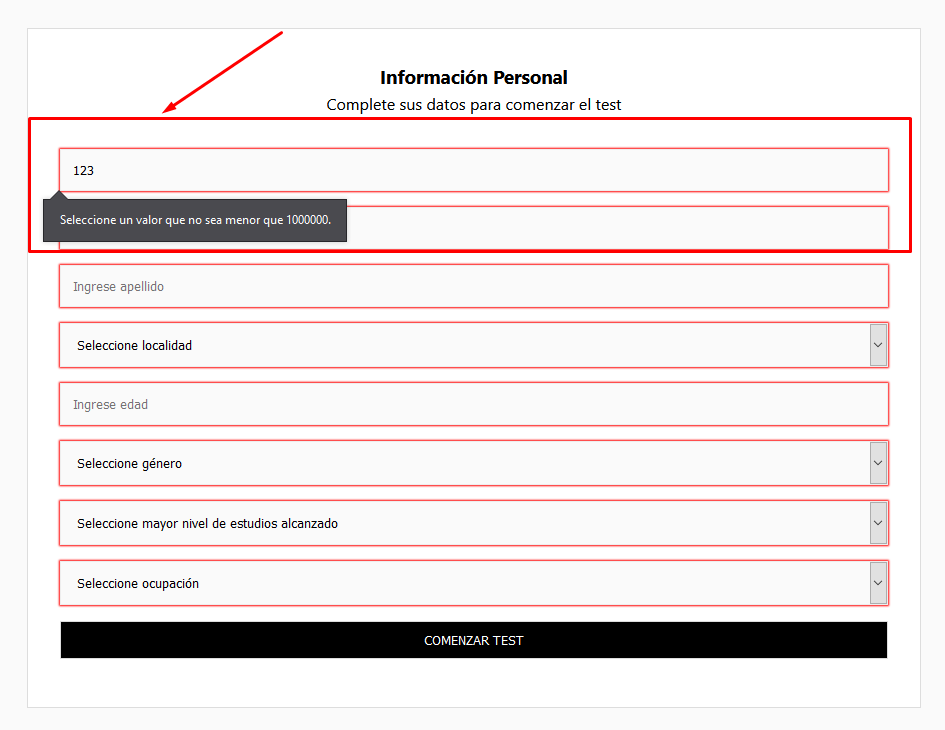 Información Personal
Complete sus datos para comenzar el test
123
Seleccione un valor que no sea menor que 1000000.
Ingrese apellido
Seleccione localidad
Ingrese edad
Seleccione género
Seleccione mayor nivel de estudios alcanzado
Seleccione ocupación
COMENZAR TEST